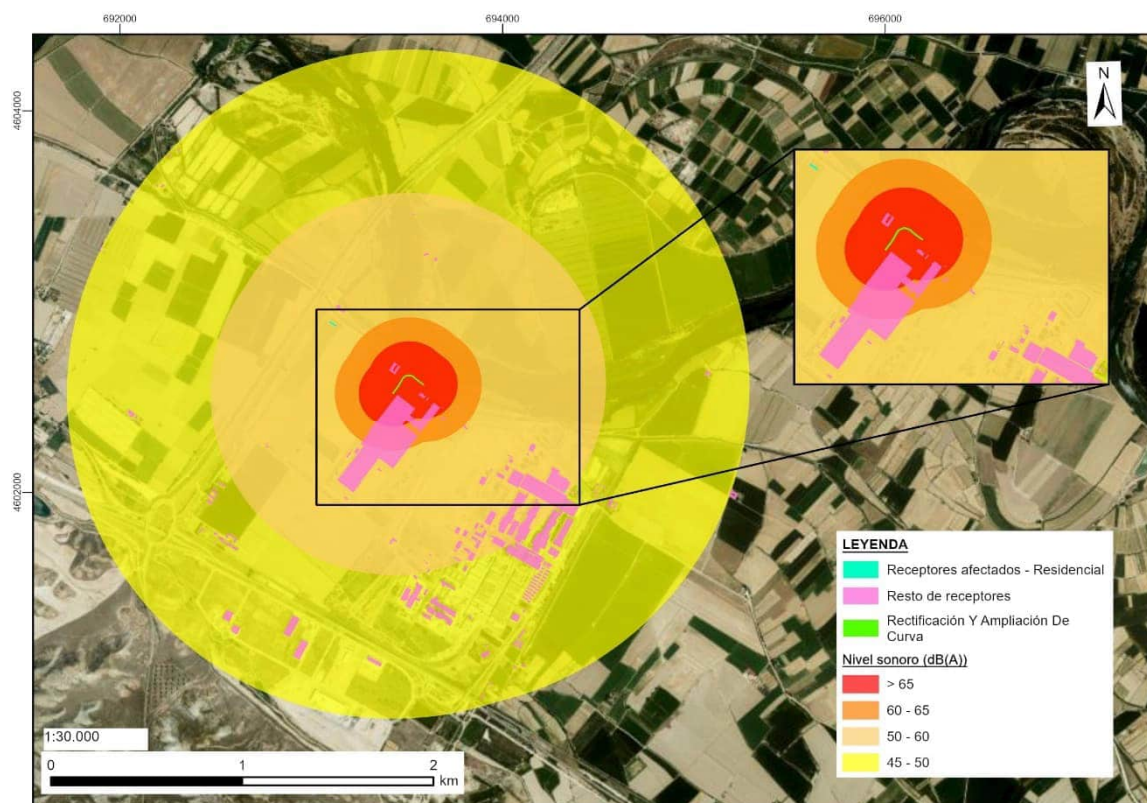 692000
694000
696000
4604000
4602000
N
LEYENDA
Receptores afectados - Residencial
Resto de receptores
Rectificación Y Ampliación De
Curva
Nivel sonoro (dB(A))
> 65
60 - 65
50 - 60
45 - 50
1:30.000
0 1 2
km